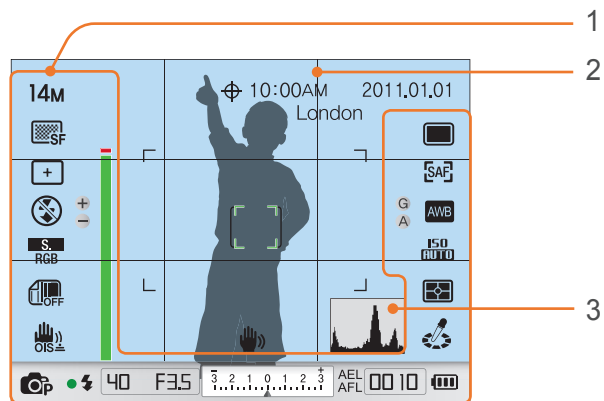 1
2
14M
10:00AM 2011.01.01
London
SF
SAF
+
G
A
AWB
S.
RGB
ISO
AUTO
OFF
OIS
3
P
40 F3.5
3 2 1 0 1 2 3
- +
AEL
AFL
0010